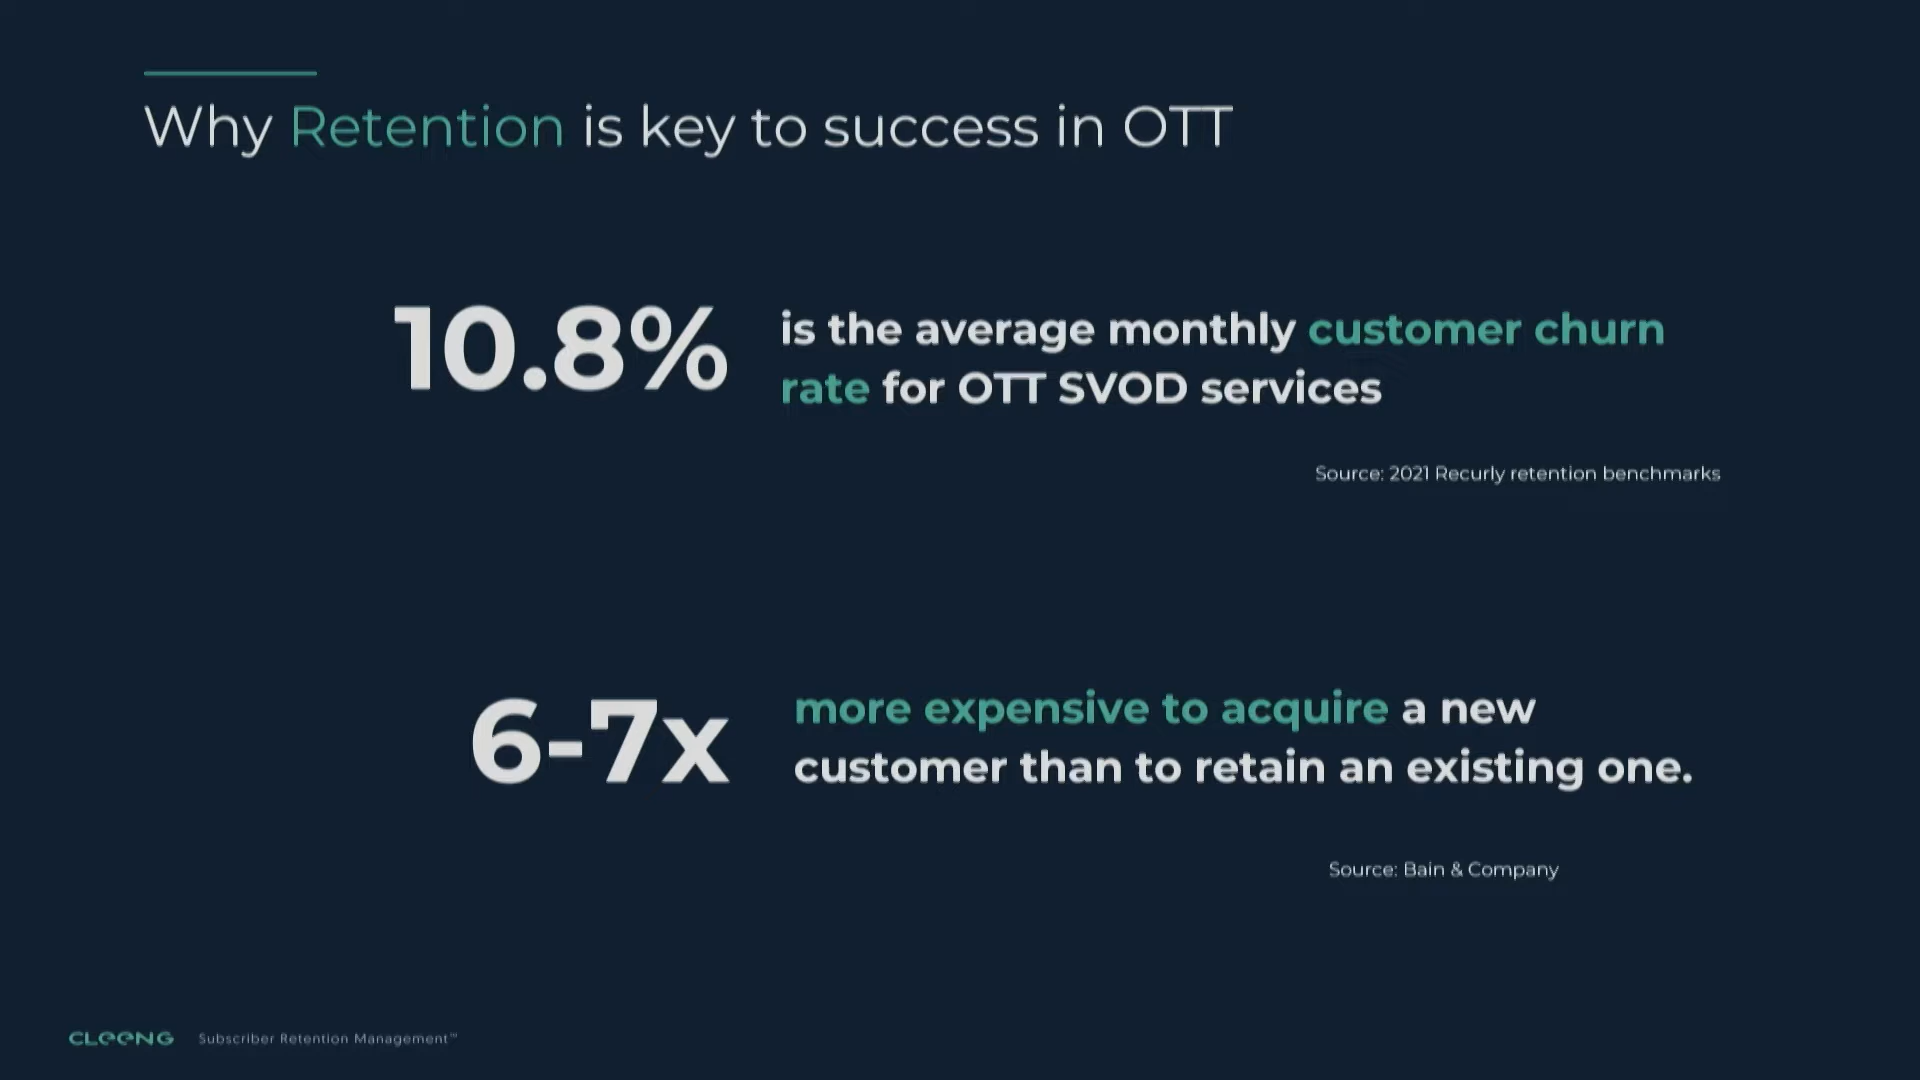 Why Retention is key to success in OTT
10.8%
is the average monthly customer churn
rate for OTT SVOD services
Source: 2021 Recurly retention benchmarks
6-7x
more expensive to acquire a new
customer than to retain an existing one.
Source: Bain & Company
CLEENG Subscriber Retention Management™